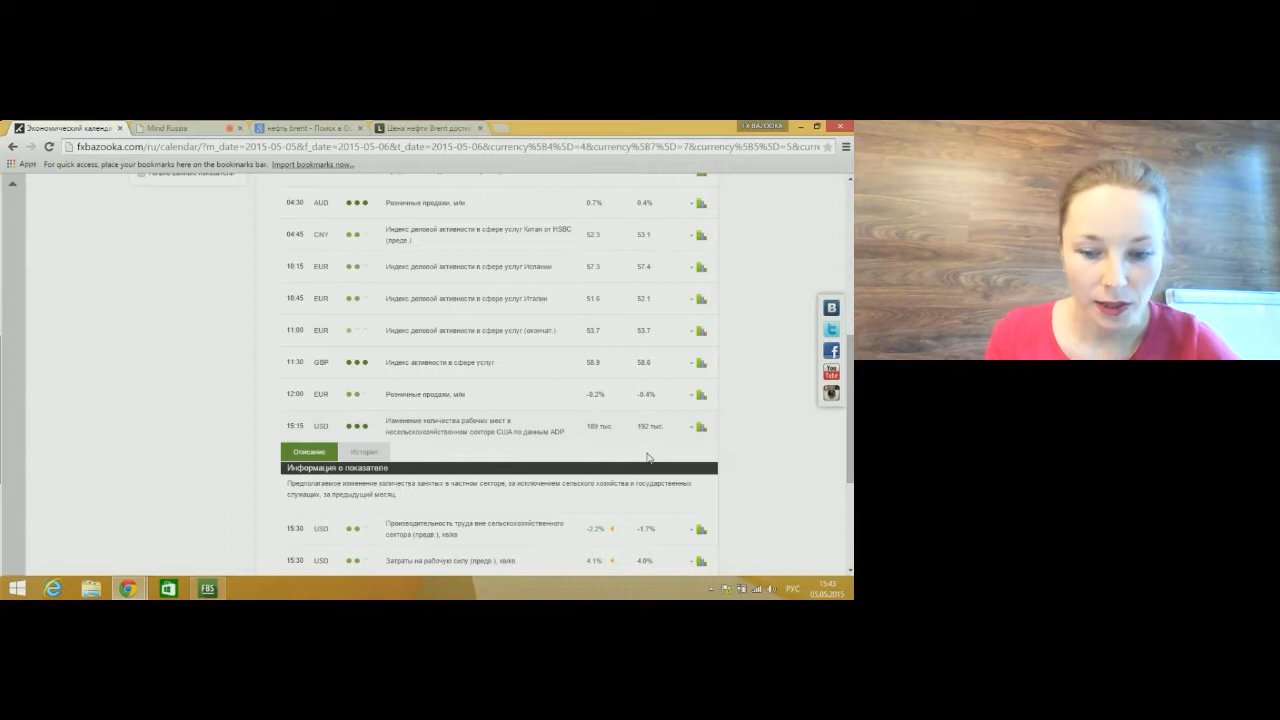 Экономический календа
Mind Russia
нефть brent - Поиск в Go
Цена нефти Brent дости
FX BAZOOKA
fxbazooka.com/ru/calendar/?m_date=2015-05-05&f_date=2015-05-06&t_date=2015-05-06&currency%5B4%5D=4&currency%5B7%5D=7&currency%5B5%5D=5&curre
Apps For quick access, place your bookmarks here on the bookmarks bar. Import bookmarks now...
04:30 AUD Розничные продажи, м/м 0.7% 0.4%
04:45 CNY Индекс деловой активности в сфере услуг Китая от HSBC
(предв.) 52.3 53.1
10:15 EUR Индекс деловой активности в сфере услуг Испании 57.3 57.4
10:45 EUR Индекс деловой активности в сфере услуг Италии 51.6 52.1
11:00 EUR Индекс деловой активности в сфере услуг (окончат.) 53.7 53.7
11:30 GBP Индекс активности в сфере услуг 58.9 58.6
12:00 EUR Розничные продажи, м/м -0.2% -0.4%
15:15 USD Изменение количества рабочих мест в
несельскохозяйственном секторе США по данным ADP 189 тыс. 192 тыс.
Описание История
Информация о показателе
Предполагаемое изменение количества занятых в частном секторе, за исключением сельского хозяйства и государственных
служащих, за предыдущий месяц.
15:30 USD Производительность труда вне сельскохозяйственного
сектора (предв.), кв/кв -2.2% -1.7%
15:30 USD Затраты на рабочую силу (предв.), кв/кв 4.1% 4.0%
B
You
Tube
FBS
РУС
15:43
05.05.2015